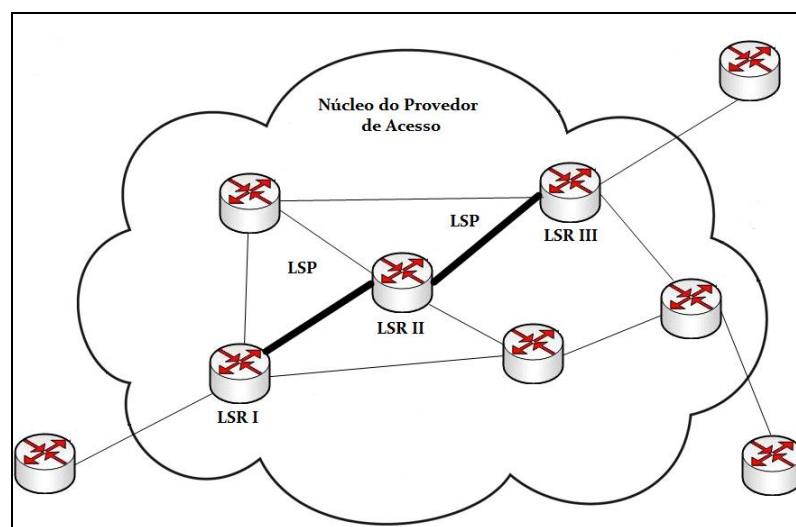 Núcleo do Provedor
de Acesso
LSP
LSR III
LSP
LSR II
LSR I